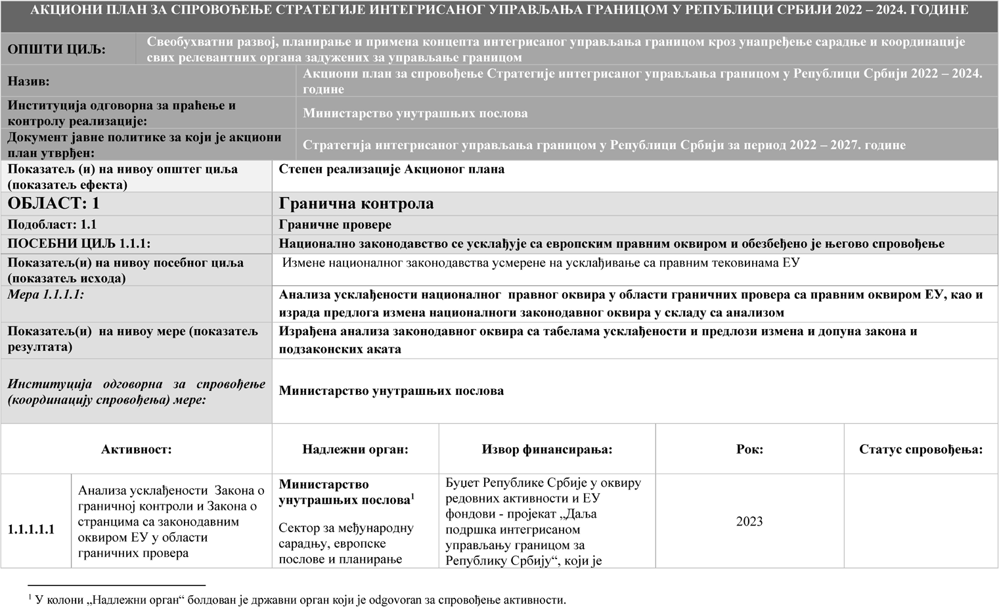 АКЦИОНИ ПЛАН ЗА СПРОВОЂЕЊЕ СТРАТЕГИЈЕ ИНТЕГРИСАНОГ УПРАВЉАЊА ГРАНИЦОМ У РЕПУБЛИЦИ СРБИЈИ 2022 – 2024. ГОДИНЕ
ОПШТИ ЦИЉ:
Свеобухватни развој, планирање и примена концепта интегрисаног управљања границом кроз унапређење сарадње и координације
свих релевантних органа задужених за управљање границом
Назив:
Акциони план за спровођење Стратегије интегрисаног управљања границом у Републици Србији 2022 – 2024.
године
Институција одговорна за праћење и
контролу реализације:
Министарство унутрашњих послова
Документ јавне политике за који је акциони
план утврђен:
Стратегија интегрисаног управљања границом у Републици Србији за период 2022 – 2027. године
Показатељ (и) на нивоу општег циља
(показатељ ефекта)
Степен реализације Акционог плана
ОБЛАСТ: 1
Гранична контрола
Подобласт: 1.1
Граничне провере
ПОСЕБНИ ЦИЉ 1.1.1:
Национално законодавство се усклађује са европским правним оквиром и обезбеђено је његово спровођење
Показатељ(и) на нивоу посебног циља
(показатељ исхода)
Измене националног законодавства усмерене на усклађивање са правним тековинама ЕУ
Мера 1.1.1.1:
Анализа усклађености националног правног оквира у области граничних провера са правним оквиром ЕУ, као и
израда предлога измена националноги законодавног оквира у складу са анализом
Показатељ(и) на нивоу мере (показатељ
резултата)
Израђена анализа законодавног оквира са табелама усклађености и предлози измена и допуна закона и
подзаконских аката
Институција одговорна за спровођење
(координацију спровођења) мере:
Министарство унутрашњих послова
Активност:
Надлежни орган:
Извор финансирања:
Рок:
Статус спровођења:
1.1.1.1.1
Анализа усклађености Закона о
граничној контроли и Закона о
странцима са законодавним
оквиром ЕУ у области
граничних провера
Министарство
унутрашњих послова¹
Сектор за међународну
сарадњу, европске
послове и планирање
Буџет Републике Србије у оквиру
редовних активности и ЕУ
фондови - пројекат „Даља
подршка интегрисаном
управљању границом за
Републику Србију“, који је
2023
¹ У колони „Надлежни орган“ болдован је државни орган који је odgovoran за спровођење активности.